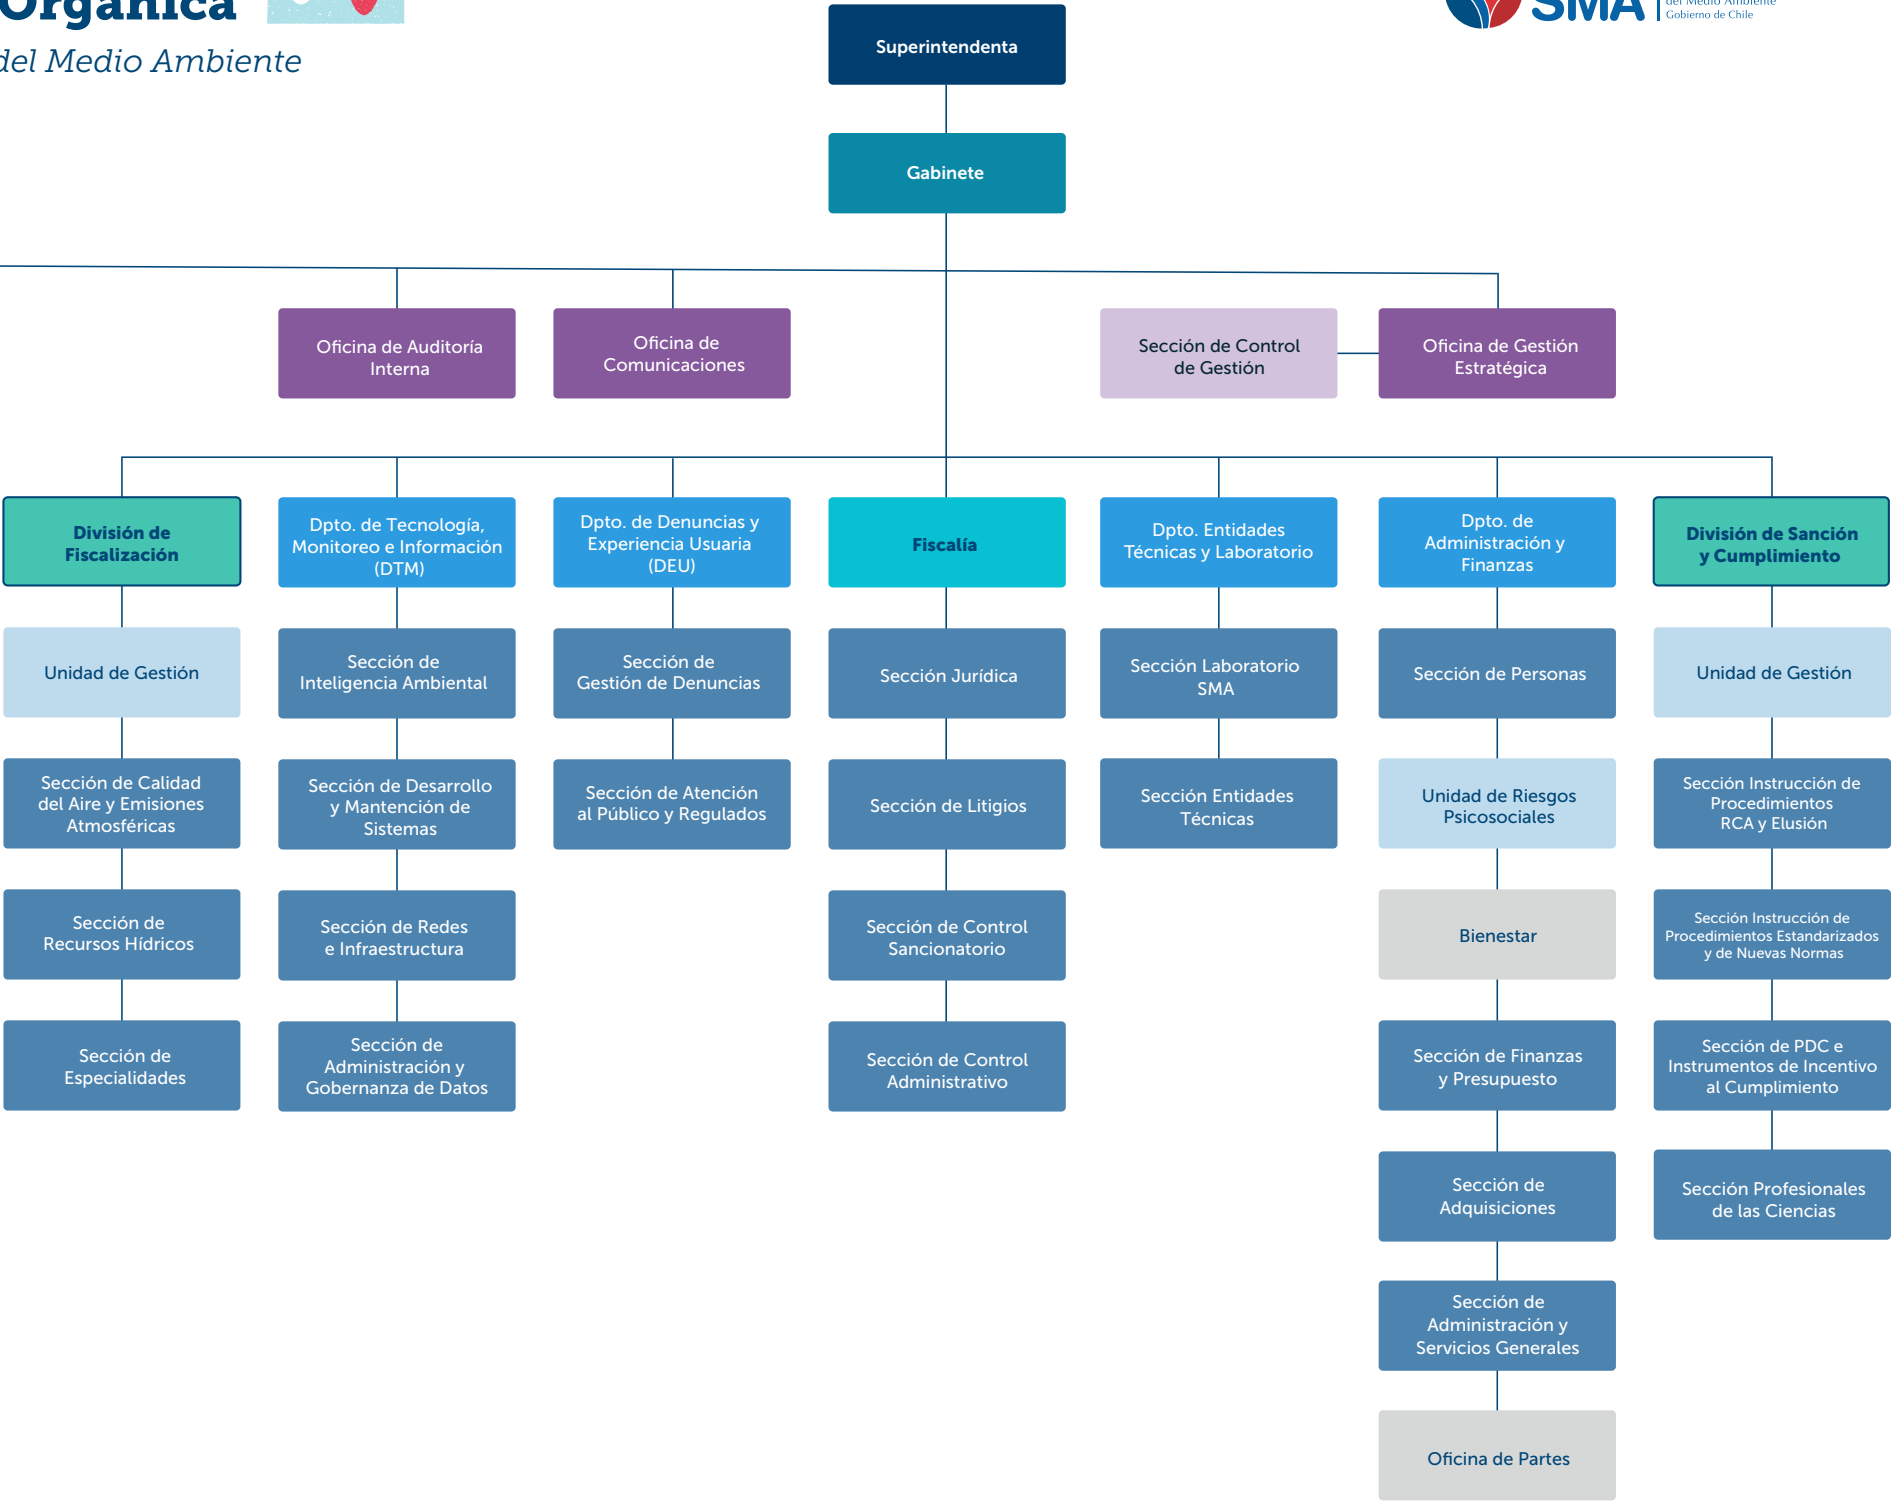 Orgánica
del Medio Ambiente
SMA
del Medio Ambiente
Gobierno de Chile
Superintendenta
Gabinete
Oficina de Auditoría
Interna
Oficina de
Comunicaciones
Sección de Control
de Gestión
Oficina de Gestión
Estratégica
División de
Fiscalización
Dpto. de Tecnología,
Monitoreo e Información
(DTM)
Dpto. de Denuncias y
Experiencia Usuaria
(DEU)
Fiscalía
Dpto. Entidades
Técnicas y Laboratorio
Dpto. de
Administración y
Finanzas
División de Sanción
y Cumplimiento
Unidad de Gestión
Sección de
Inteligencia Ambiental
Sección de
Gestión de Denuncias
Sección Jurídica
Sección Laboratorio
SMA
Sección de Personas
Unidad de Gestión
Sección de Calidad
del Aire y Emisiones
Atmosféricas
Sección de Desarrollo
y Mantención de
Sistemas
Sección de Atención
al Público y Regulados
Sección de Litigios
Sección Entidades
Técnicas
Unidad de Riesgos
Psicosociales
Sección Instrucción de
Procedimientos
RCA y Elusión
Sección de
Recursos Hídricos
Sección de Redes
e Infraestructura
Sección de Control
Sancionatorio
Bienestar
Sección Instrucción de
Procedimientos Estandarizados
y de Nuevas Normas
Sección de
Especialidades
Sección de
Administración y
Gobernanza de Datos
Sección de Control
Administrativo
Sección de Finanzas
y Presupuesto
Sección de PDC e
Instrumentos de Incentivo
al Cumplimiento
Sección de
Adquisiciones
Sección Profesionales
de las Ciencias
Sección de
Administración y
Servicios Generales
Oficina de Partes